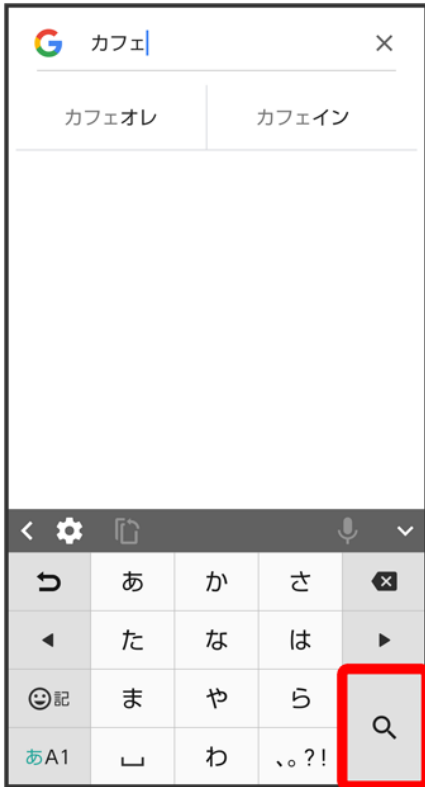 カフェ
カフェオレ カフェイン
あ か さ
た な は
記 ま や ら
あA1 わ 、。?!